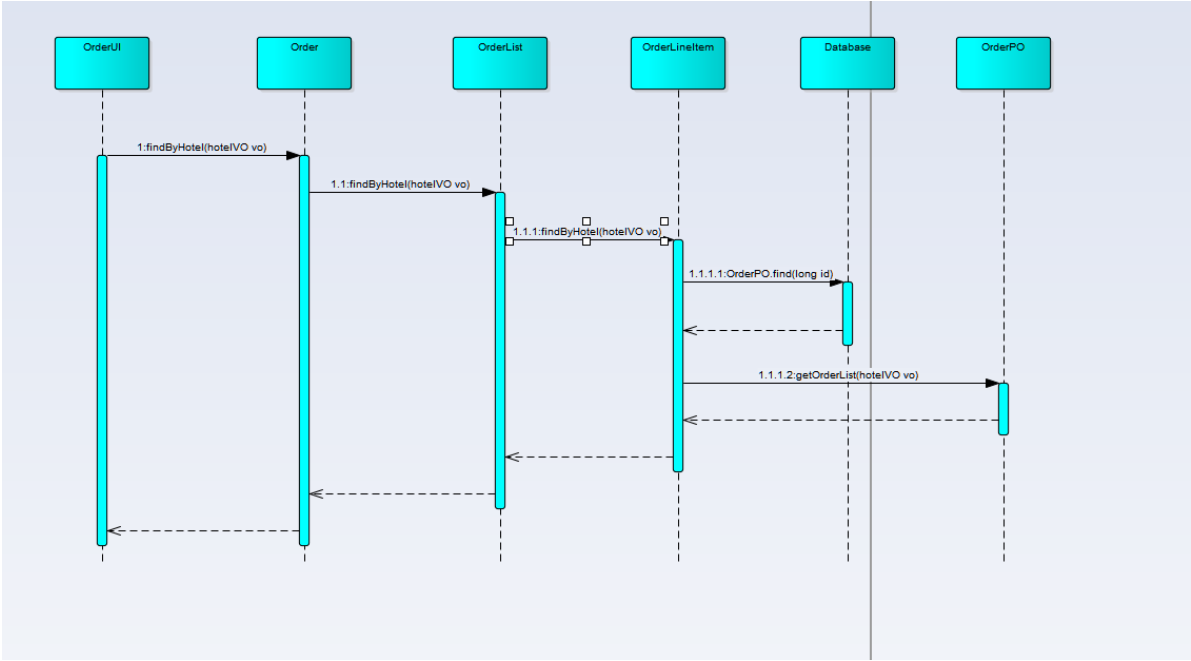 OrderUI
Order
OrderList
OrderLineItem
Database
OrderPO
1:findByHotel(hotelVO vo)
1.1:findByHotel(hotelVO vo)
1.1.1:findByHotel(hotelVO vo)
1.1.1.1:OrderPO.find(long id)
1.1.1.2:getOrderList(hotelVO vo)